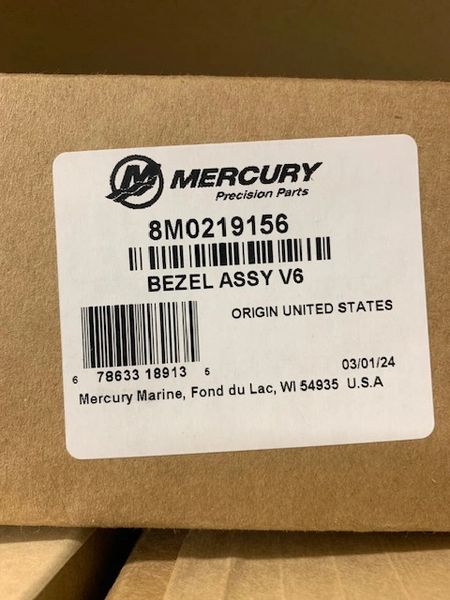 MERCURY
Precision Parts
8M0219156
BEZEL ASSY V6
ORIGIN UNITED STATES
6 78633 18913 5
03/01/24
Mercury Marine, Fond du Lac, WI 54935 U.S.A